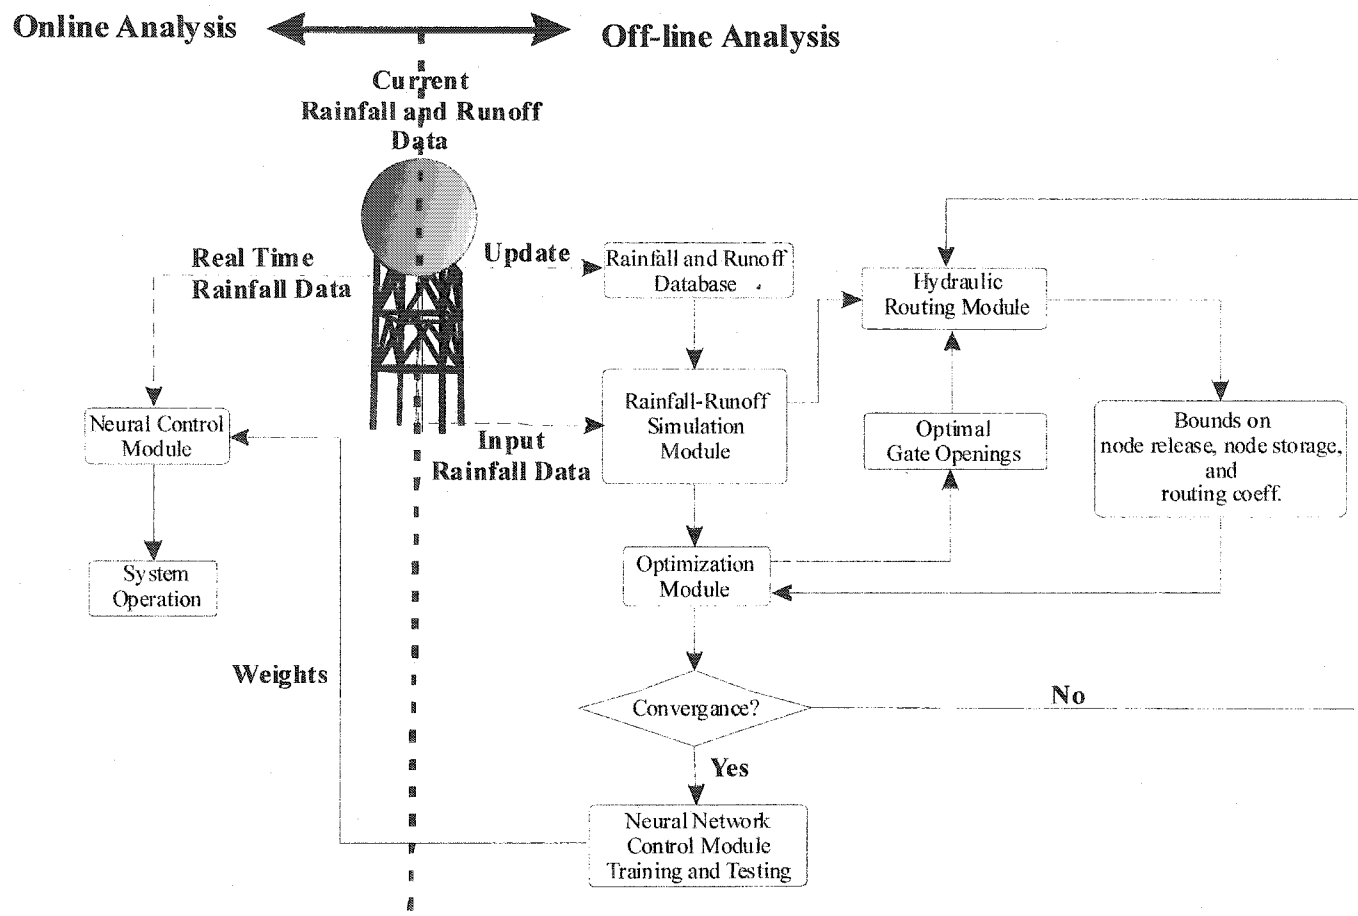 Online Analysis
Off-line Analysis
Current
Rainfall and Runoff
Data
Real Time
Rainfall Data
Update
Rainfall and Runoff
Database
Hydraulic
Routing Module
Neural Control
Module
Input
Rainfall Data
Rainfall-Runoff
Simulation
Module
Optimal
Gate Openings
Bounds on
node release, node storage,
and
routing coeff.
System
Operation
Optimization
Module
Weights
Convergance?
No
Yes
Neural Network
Control Module
Training and Testing